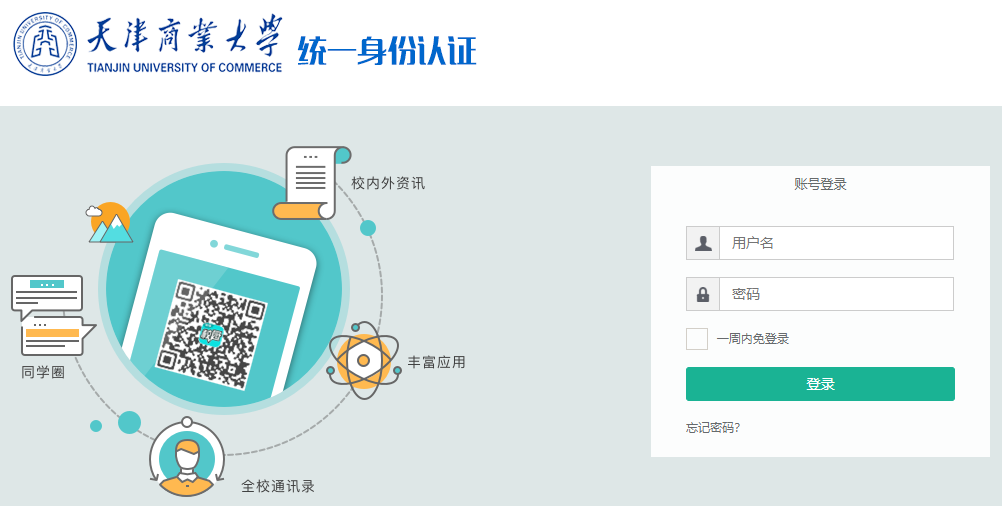 天津商業大學
TIANJIN UNIVERSITY OF COMMERCE
统一身份认证
校内外资讯
同学圈
丰富应用
全校通讯录
账号登录
用户名
密码
一周内免登录
登录
忘记密码?